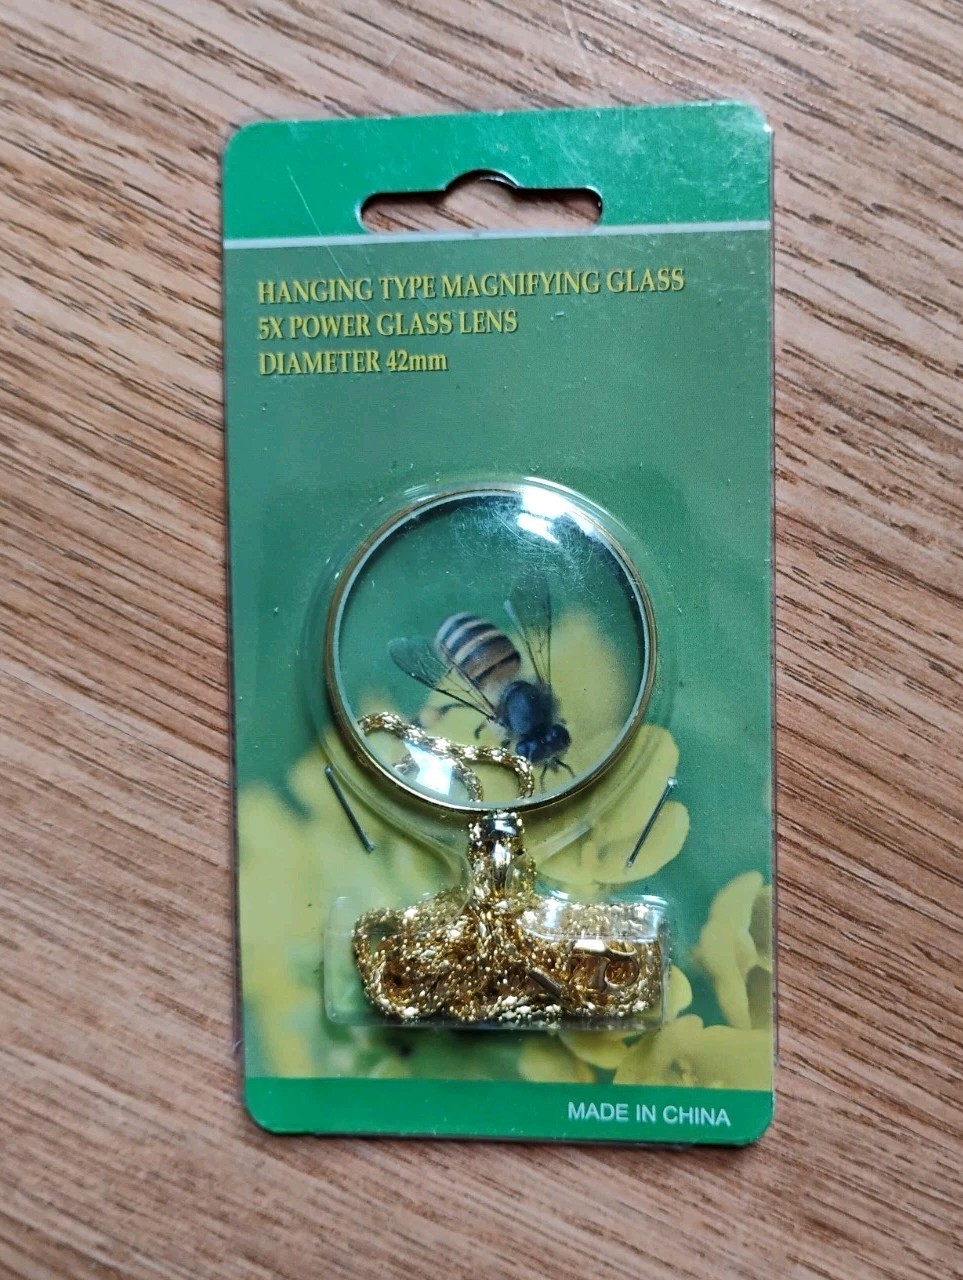 HANGING TYPE MAGNIFYING GLASS
5X POWER GLASS LENS
DIAMETER 42mm
MADE IN CHINA